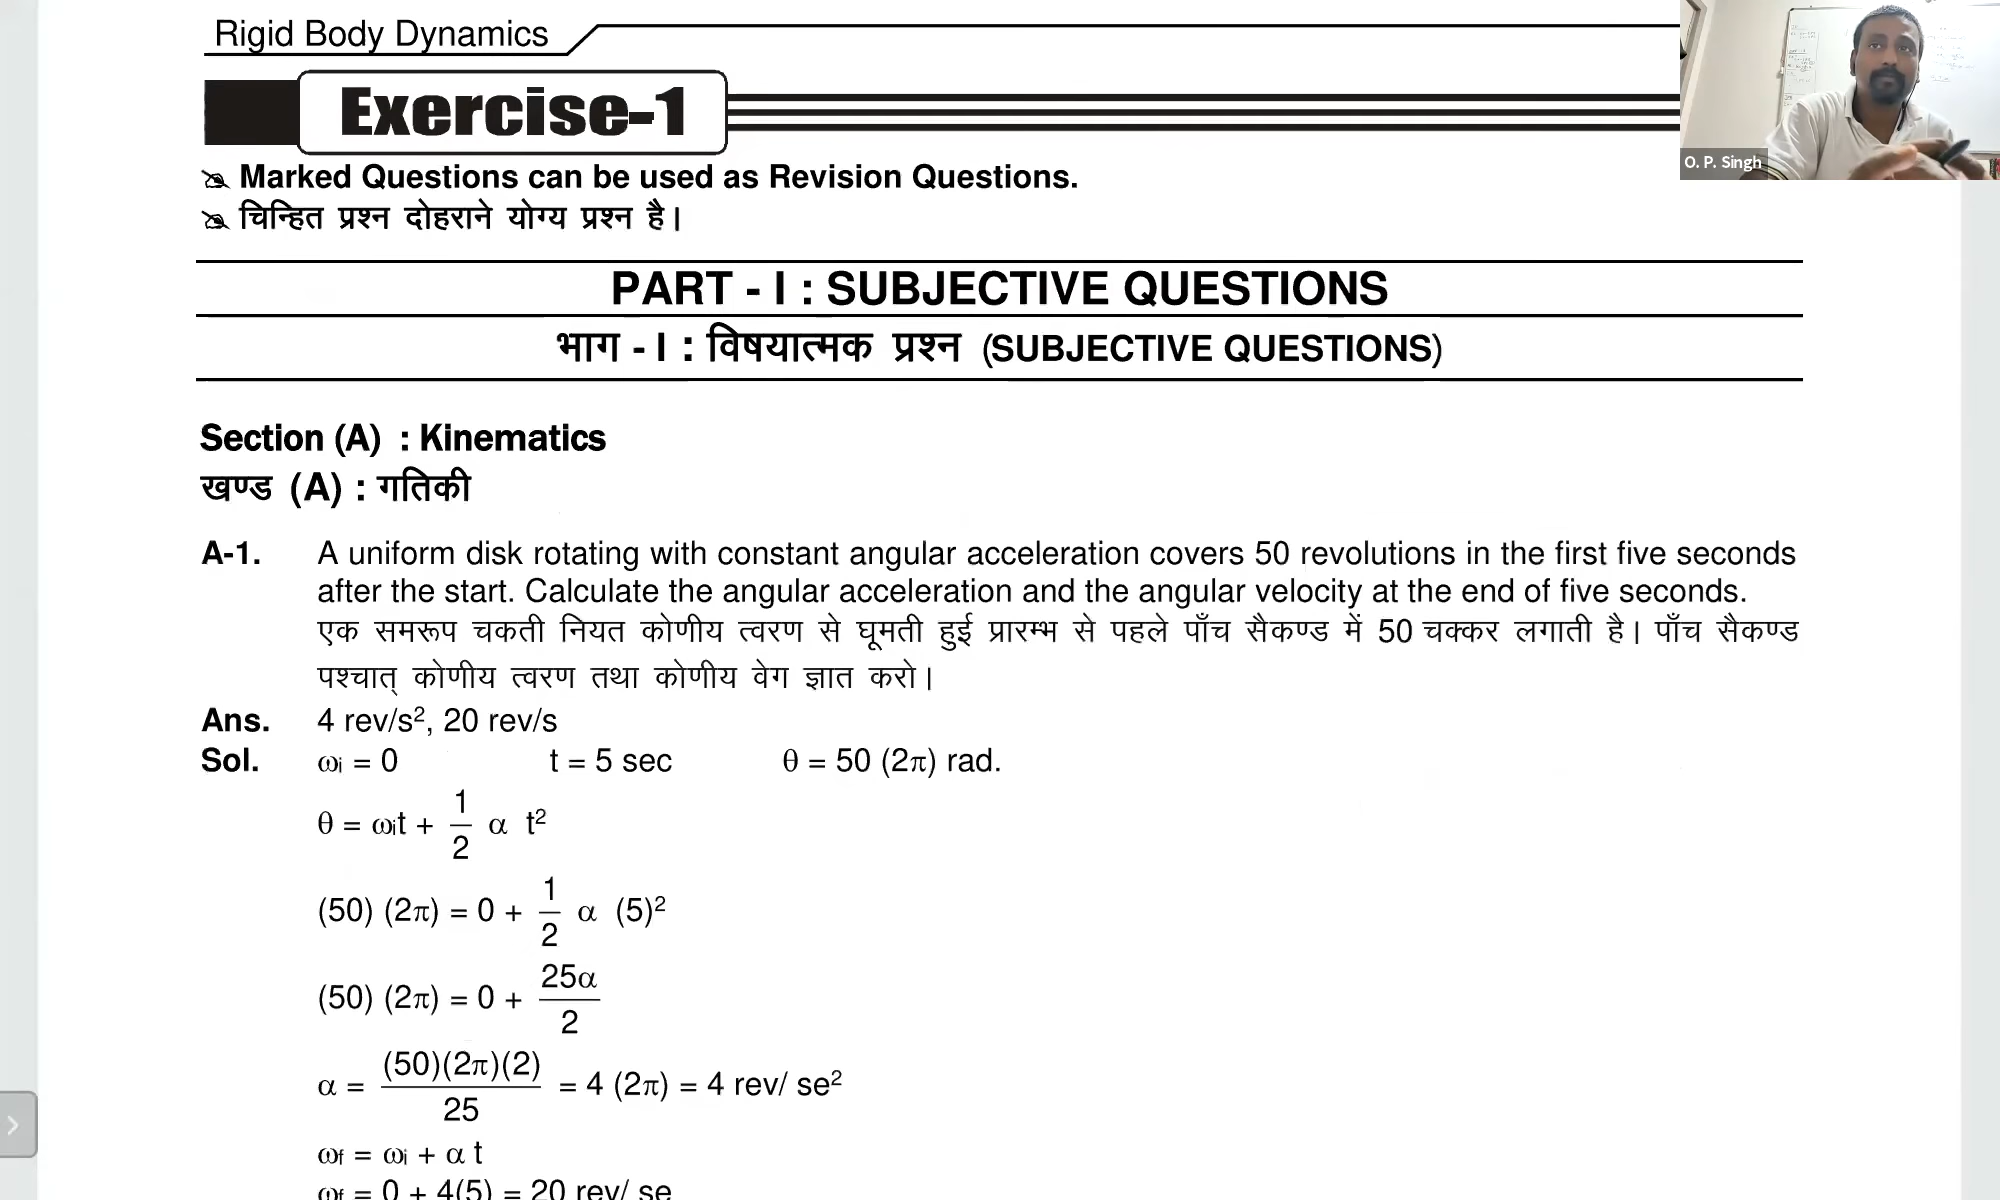 Rigid Body Dynamics
Exercise-1
Marked Questions can be used as Revision Questions.
चिन्हित प्रश्न दोहराने योग्य प्रश्न है।
O. P. Singh
PART - I : SUBJECTIVE QUESTIONS
भाग - I : विषयात्मक प्रश्न (SUBJECTIVE QUESTIONS)
Section (A) : Kinematics
खण्ड (A) : गतिकी
A-1. A uniform disk rotating with constant angular acceleration covers 50 revolutions in the first five seconds
after the start. Calculate the angular acceleration and the angular velocity at the end of five seconds.
एक समरूप चकती नियत कोणीय त्वरण से घूमती हुई प्रारम्भ से पहले पाँच सैकण्ड में 50 चक्कर लगाती है। पाँच सैकण्ड
पश्चात् कोणीय त्वरण तथा कोणीय वेग ज्ञात करो।
Ans. 4 rev/s², 20 rev/s
Sol. ωi = 0 t = 5 sec θ = 50 (2π) rad.
θ = ωit + 1/2 α t²
(50) (2π) = 0 + 1/2 α (5)²
(50) (2π) = 0 + 25α/2
α = (50)(2π)(2)/25 = 4 (2π) = 4 rev/ se²
ωf = ωi + α t
ωf = 0 + 4(5) = 20 rev/ se